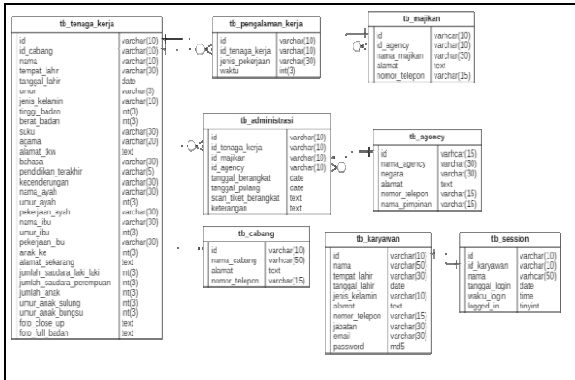 tb_tenaga_kerja
id varchar(10)
id_cabang varchar(10)
nama varchar(10)
tempat_lahir varchar(30)
tanggal_lahir date
umur varchar(3)
jenis_kelamin varchar(10)
tinggi_badan int(3)
berat_badan int(3)
suku varchar(30)
agama varchar(20)
alamat_ktp text
bahasa varchar(30)
pendidikan_terakhir varchar(5)
kecenderungan varchar(30)
nama_ayah varchar(30)
umur_ayah int(3)
pekerjaan_ayah varchar(30)
nama_ibu varchar(30)
umur_ibu int(3)
pekerjaan_ibu varchar(30)
anak_ke int(3)
alamat_sekarang text
jumlah_saudara_laki_laki int(3)
jumlah_saudara_perempuan int(3)
jumlah_anak int(3)
umur_anak_sulung int(3)
umur_anak_bungsu int(3)
foto_close_up text
foto_full_badan text
tb_pengalaman_kerja
id varchar(10)
id_tenaga_kerja varchar(10)
jenis_pekerjaan varchar(30)
waktu int(3)
tb_majikan
id varhcar(10)
id_agency varchar(10)
nama_majikan varchar(30)
alamat text
nomor_telepon varchar(15)
tb_administrasi
id varchar(10)
id_tenaga_kerja varchar(10)
id_majikan varchar(10)
id_agency varchar(10)
tanggal_berangkat date
tanggal_pulang date
scan_tiket_berangkat text
keterangan text
tb_agency
id varhcar(15)
nama_agency varchar(30)
negara varchar(30)
alamat text
nomor_telepon varchar(15)
nama_pimpinan varchar(15)
tb_cabang
id varchar(10)
nama_cabang varhcar(50)
alamat text
nomor_telepon varchar(15)
tb_karyawan
id varchar(10)
nama varchar(50)
tempat_lahir varchar(30)
tanggal_lahir date
jenis_kelamin varchar(10)
alamat text
nomor_telepon varchar(15)
jabatan varchar(30)
email varchar(30)
password md5
tb_session
id varchar(10)
id_karyawan varchar(10)
nama varchar(50)
tanggal_login date
waktu_login time
logged_in tinyint